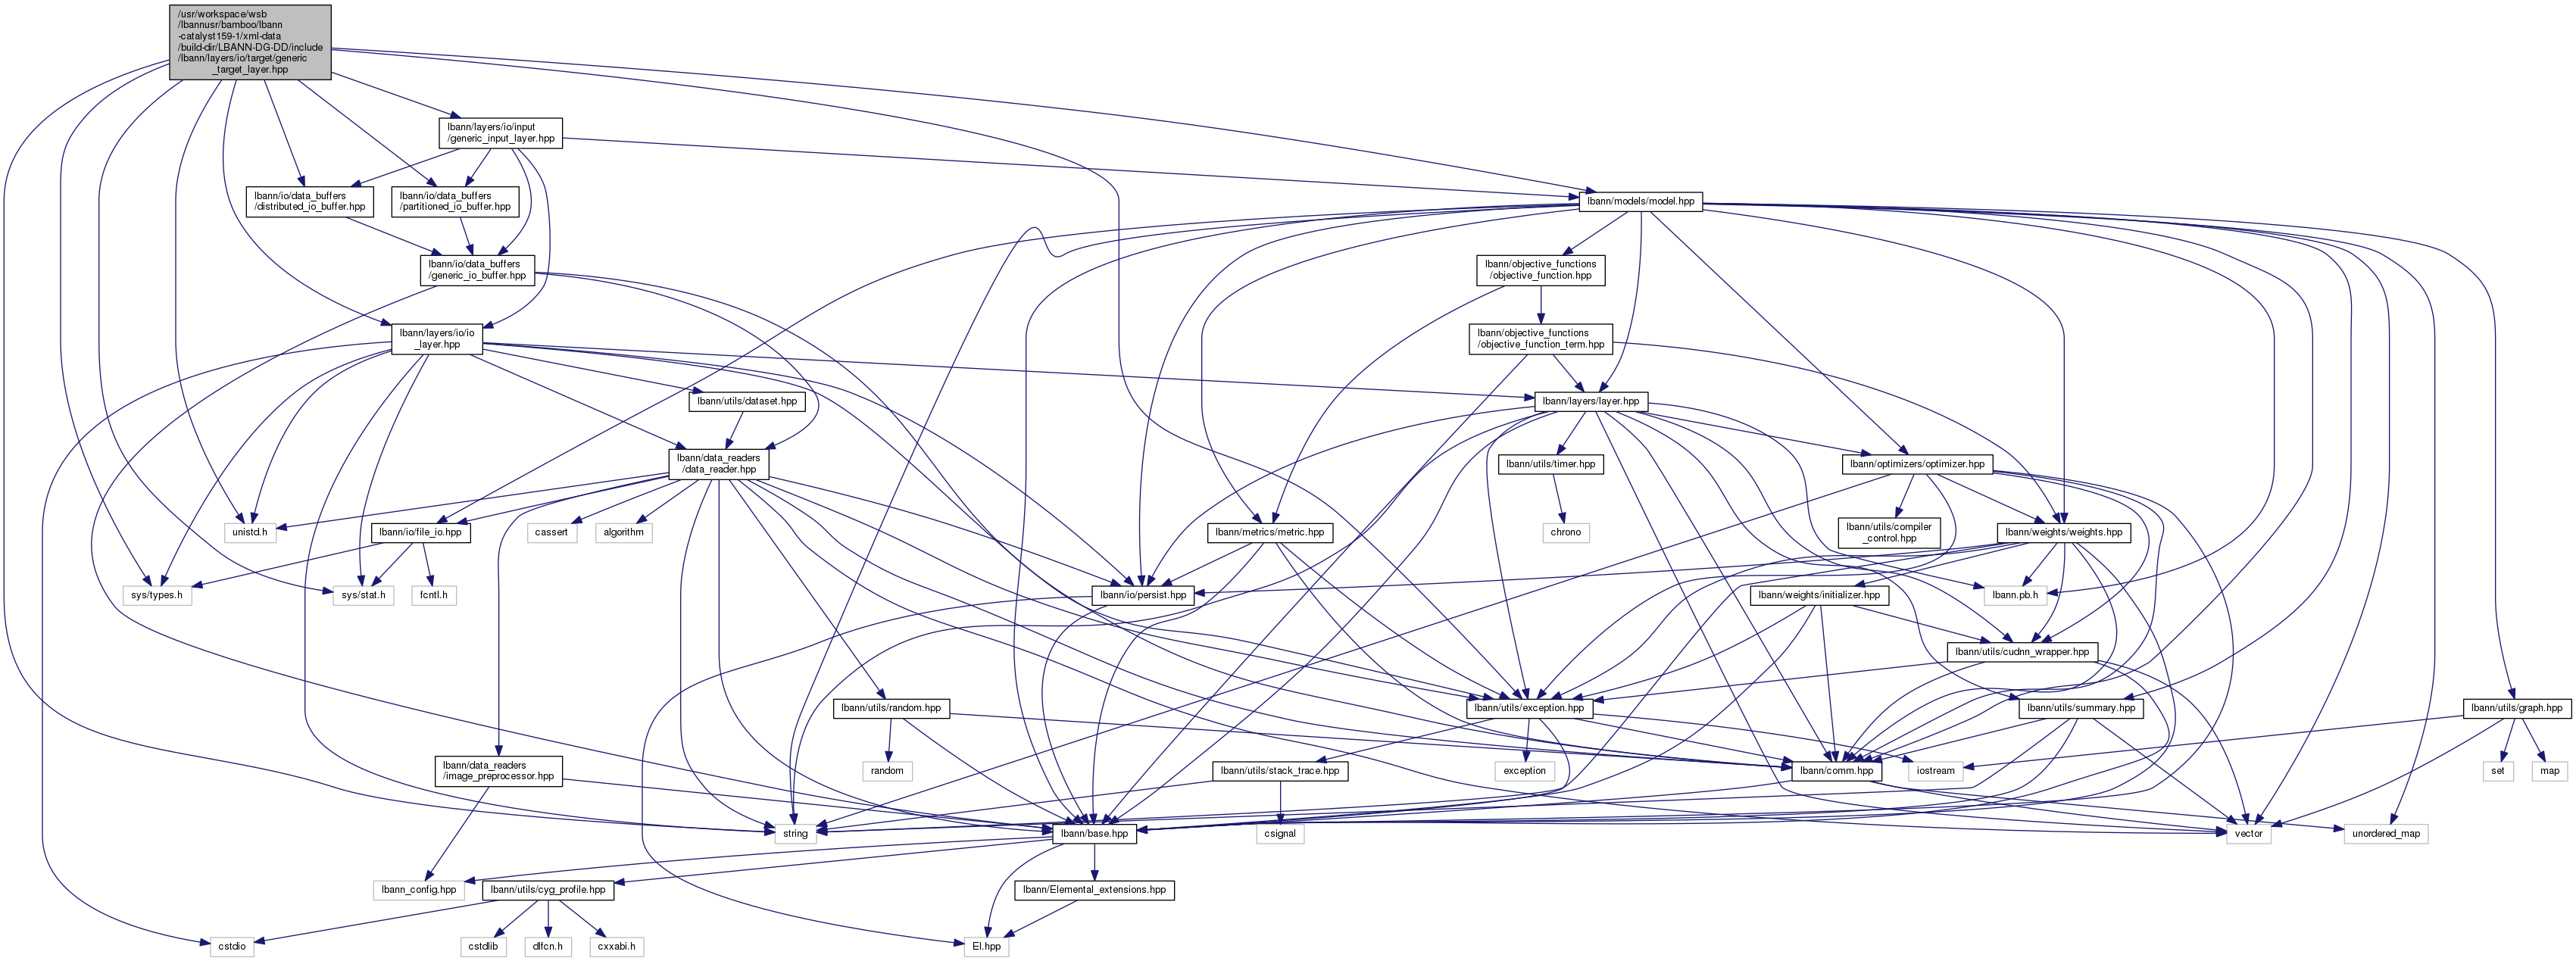 /usr/workspace/wsb
/lbannusr/bamboo/lbann
-catalyst159-1/xml-data
/build-dir/LBANN-DG-DD/include
/lbann/layers/io/target/generic
_target_layer.hpp
lbann/layers/io/input
/generic_input_layer.hpp
lbann/io/data_buffers
/distributed_io_buffer.hpp
lbann/io/data_buffers
/partitioned_io_buffer.hpp
lbann/models/model.hpp
lbann/io/data_buffers
/generic_io_buffer.hpp
lbann/objective_functions
/objective_function.hpp
lbann/layers/io/io
_layer.hpp
lbann/objective_functions
/objective_function_term.hpp
lbann/utils/dataset.hpp
lbann/layers/layer.hpp
lbann/data_readers
/data_reader.hpp
lbann/utils/timer.hpp
lbann/optimizers/optimizer.hpp
unistd.h
lbann/io/file_io.hpp
cassert
algorithm
lbann/metrics/metric.hpp
chrono
lbann/utils/compiler
_control.hpp
lbann/weights/weights.hpp
sys/types.h
sys/stat.h
fcntl.h
lbann/io/persist.hpp
lbann/weights/initializer.hpp
lbann.pb.h
lbann/utils/cudnn_wrapper.hpp
lbann/utils/random.hpp
lbann/utils/exception.hpp
lbann/utils/summary.hpp
lbann/utils/graph.hpp
lbann/data_readers
/image_preprocessor.hpp
random
lbann/utils/stack_trace.hpp
exception
lbann/comm.hpp
iostream
set
map
string
lbann/base.hpp
csignal
vector
unordered_map
lbann_config.hpp
lbann/utils/cyg_profile.hpp
lbann/Elemental_extensions.hpp
cstdio
cstdlib
dlfcn.h
cxxabi.h
El.hpp